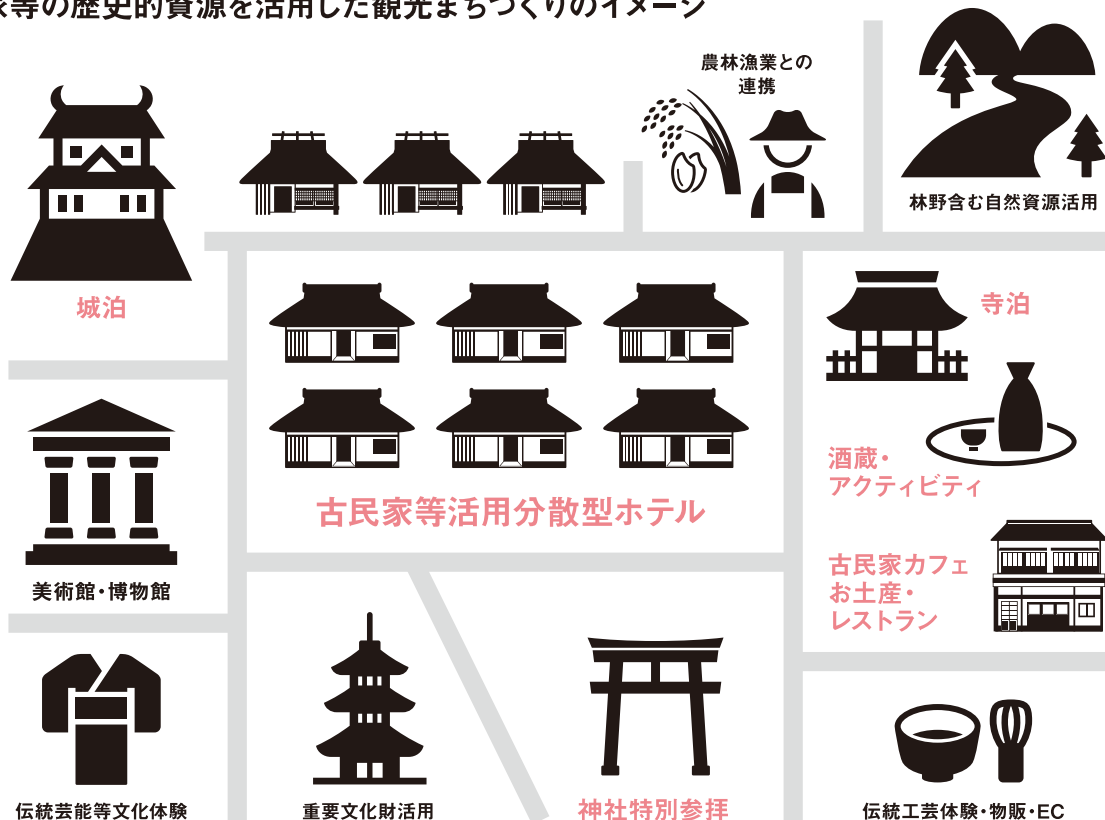 家等の歴史的資源を活用した観光まちづくりのイメージ
農林漁業との
連携
林野含む自然資源活用
城泊
寺泊
酒蔵・
アクティビティ
古民家等活用分散型ホテル
古民家カフェ
お土産・
レストラン
美術館・博物館
伝統芸能等文化体験
重要文化財活用
神社特別参拝
伝統工芸体験・物販・EC